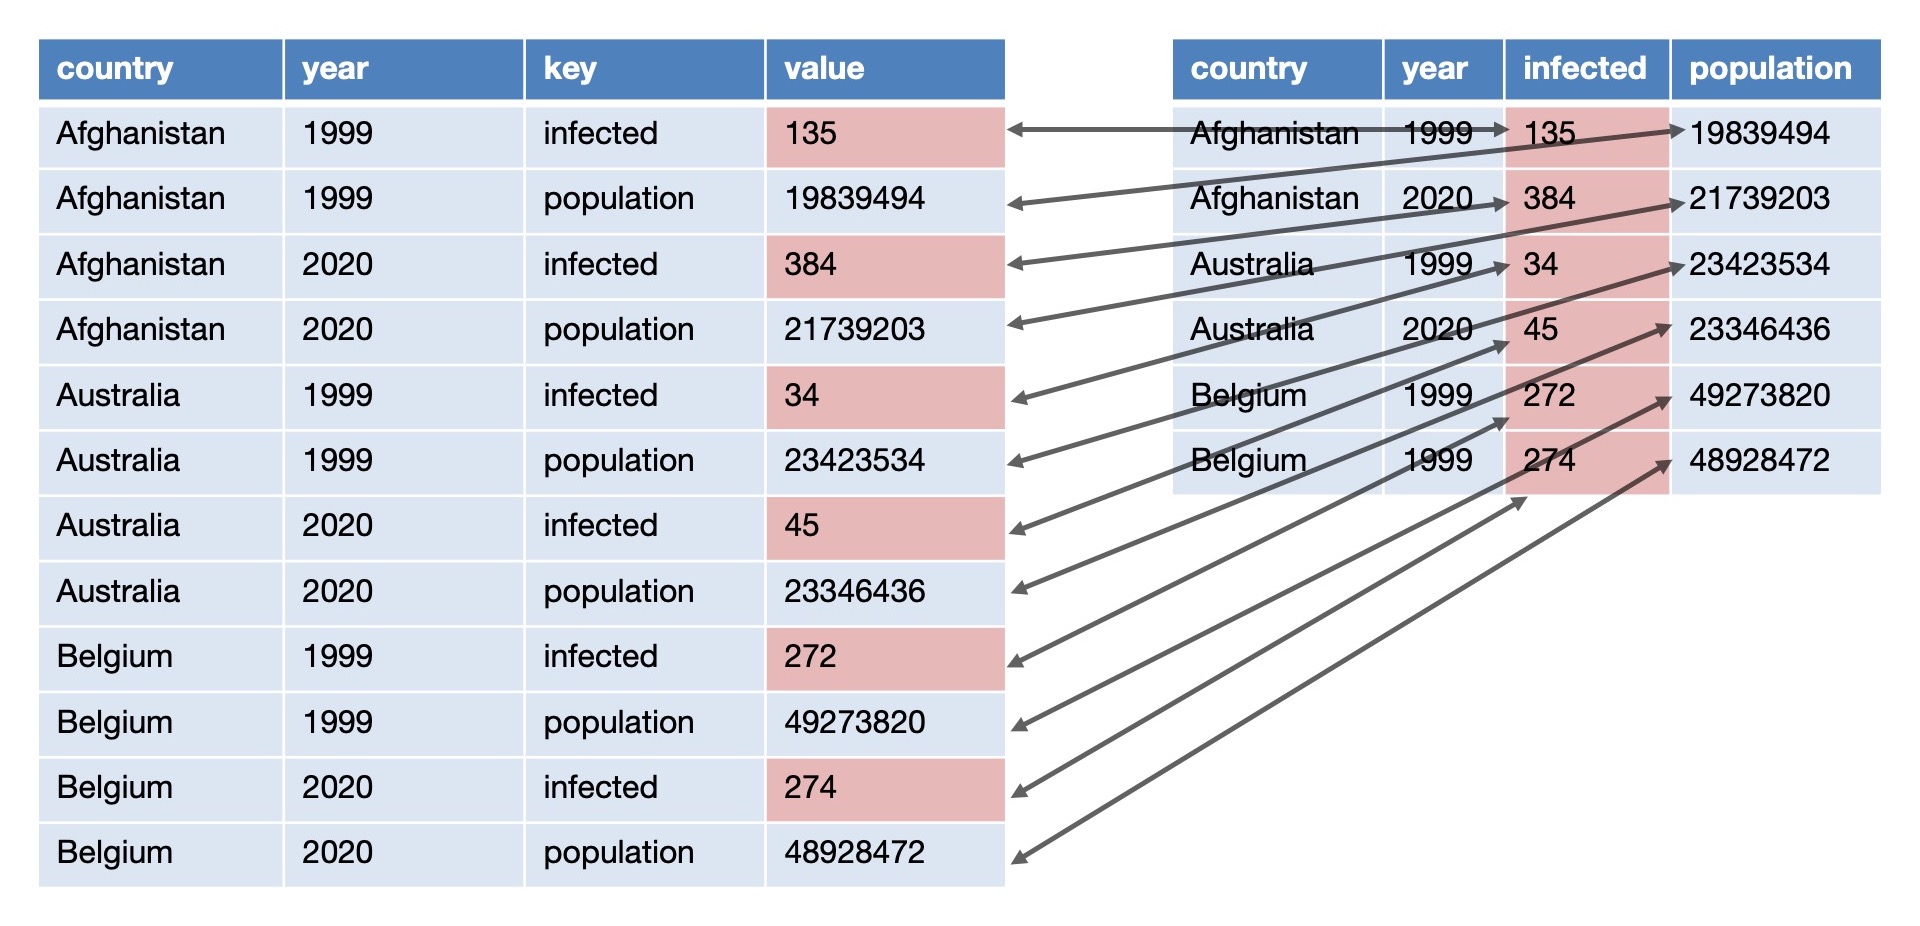 country year key value
Afghanistan 1999 infected 135
Afghanistan 1999 population 19839494
Afghanistan 2020 infected 384
Afghanistan 2020 population 21739203
Australia 1999 infected 34
Australia 1999 population 23423534
Australia 2020 infected 45
Australia 2020 population 23346436
Belgium 1999 infected 272
Belgium 1999 population 49273820
Belgium 2020 infected 274
Belgium 2020 population 48928472
country year infected population
Afghanistan 1999 135 19839494
Afghanistan 2020 384 21739203
Australia 1999 34 23423534
Australia 2020 45 23346436
Belgium 1999 272 49273820
Belgium 1999 274 48928472